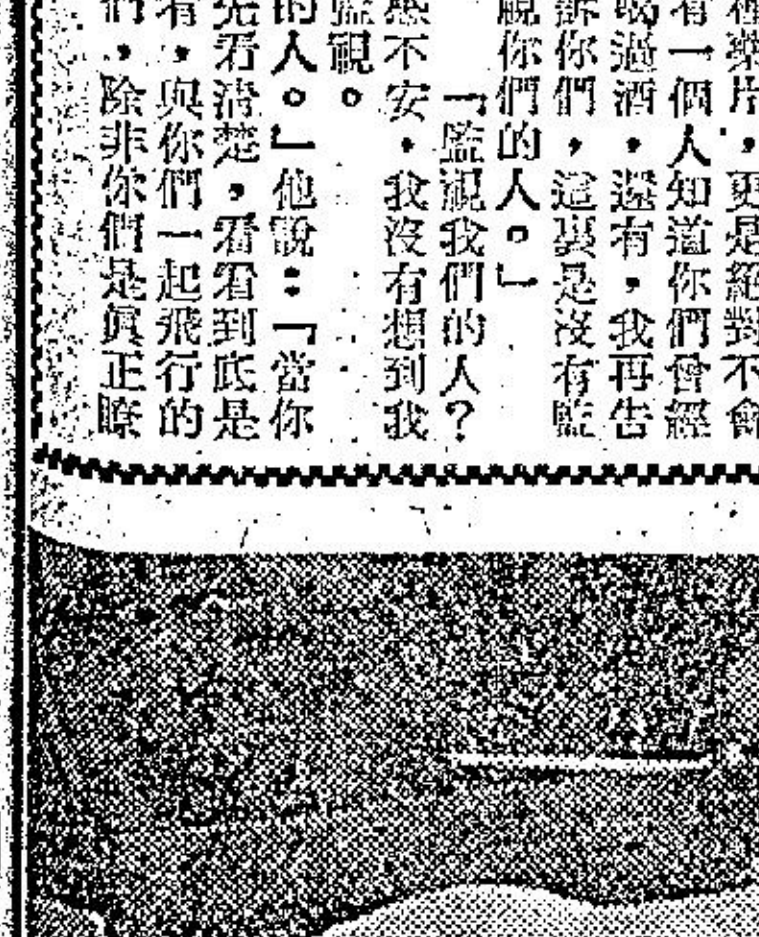 種藥片，更是絕對不會
有一個人知道你們曾經
喝過酒，還有，我再告
訴你們，這裏是沒有監
視你們的人。」
「監視我們的人？
不安，我沒有想到我
監視。
的人。」他說：「當你
先看清楚，看看到底是
有，與你們一起飛行的
們，除非你們是眞正瞭